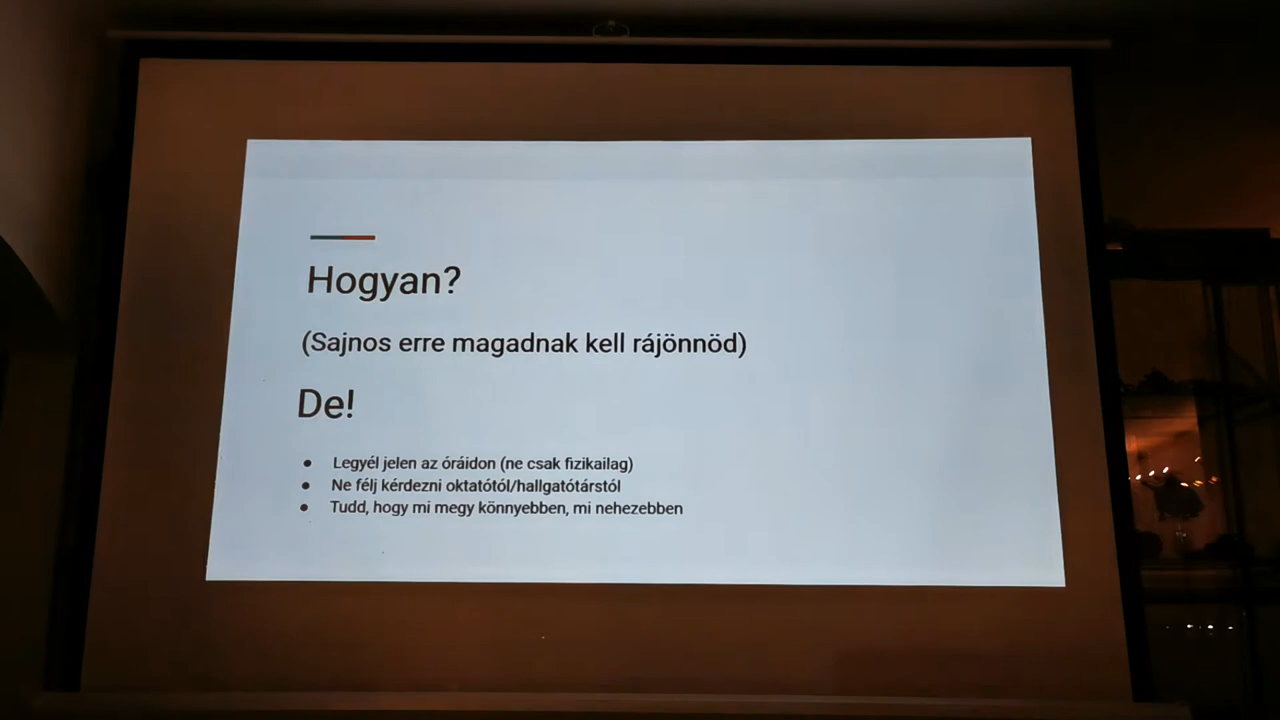 Hogyan?
(Sajnos erre magadnak kell rájönnöd)
De!
● Legyél jelen az óráidon (ne csak fizikailag)
● Ne félj kérdezni oktatótól/hallgatótárstól
● Tudd, hogy mi megy könnyebben, mi nehezebben